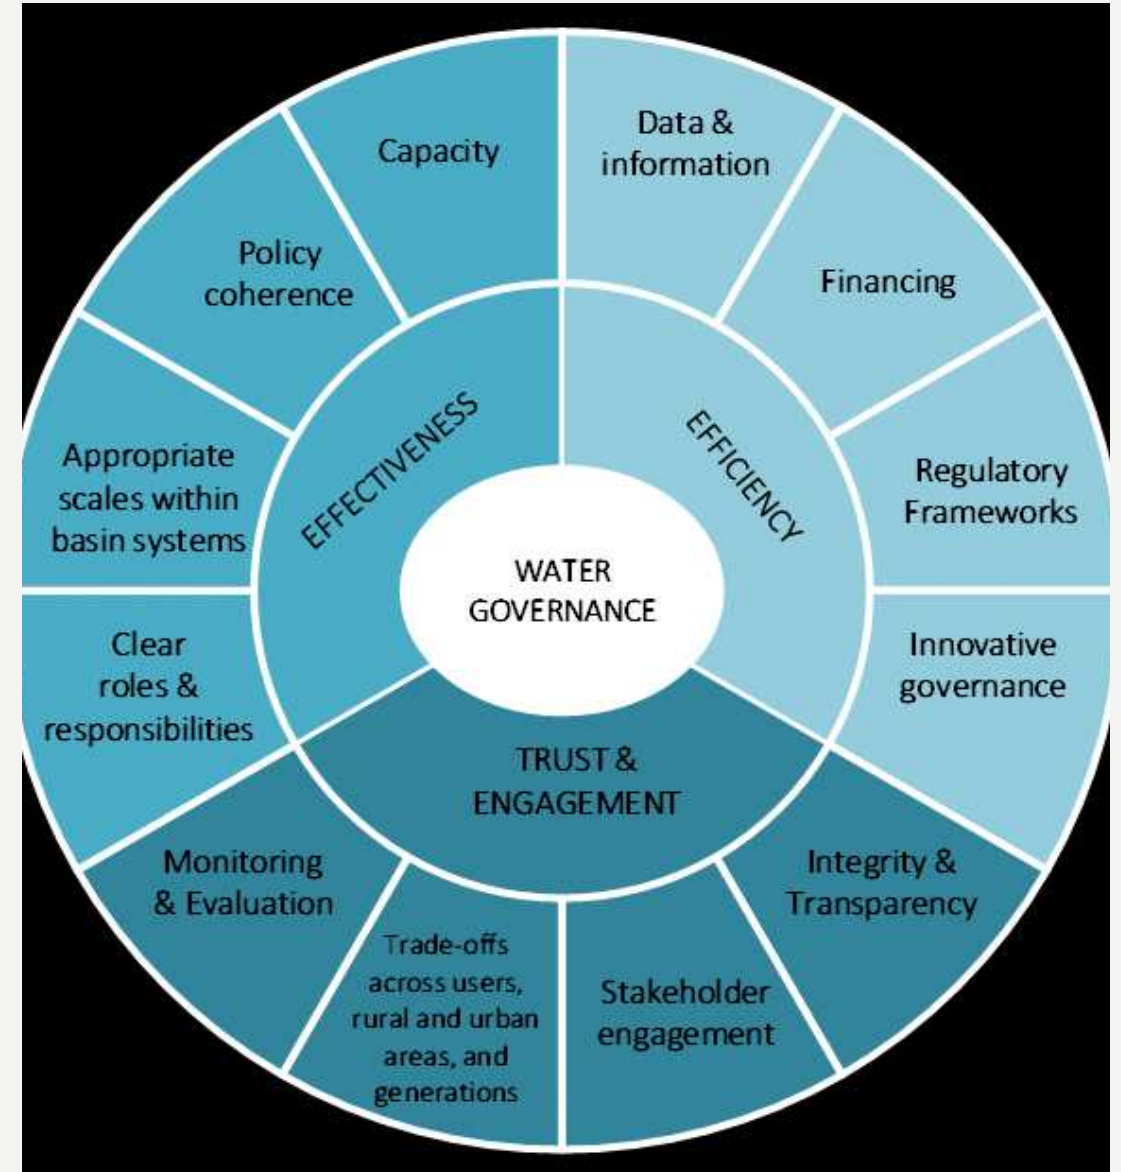 Capacity
Data &
information
Policy
coherence
Financing
EFFECTIVENESS
EFFICIENCY
Appropriate
scales within
basin systems
Regulatory
Frameworks
WATER
GOVERNANCE
Clear
roles &
responsibilities
Innovative
governance
TRUST &
ENGAGEMENT
Monitoring
& Evaluation
Integrity &
Transparency
Trade-offs
across users,
rural and urban
areas, and
generations
Stakeholder
engagement